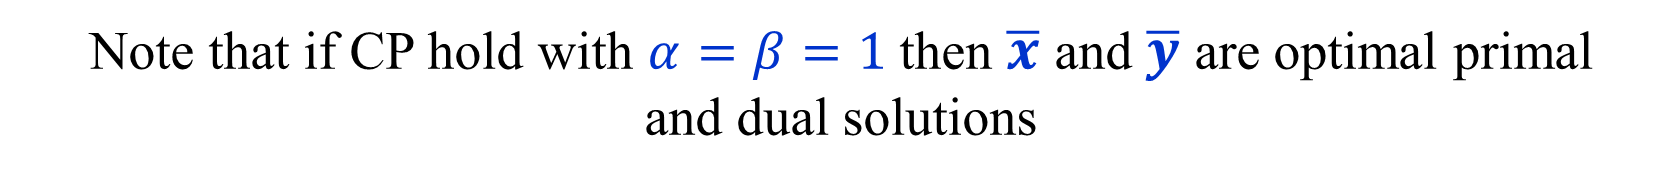 Note that if CP hold with α = β = 1 then x̅ and y̅ are optimal primal
and dual solutions